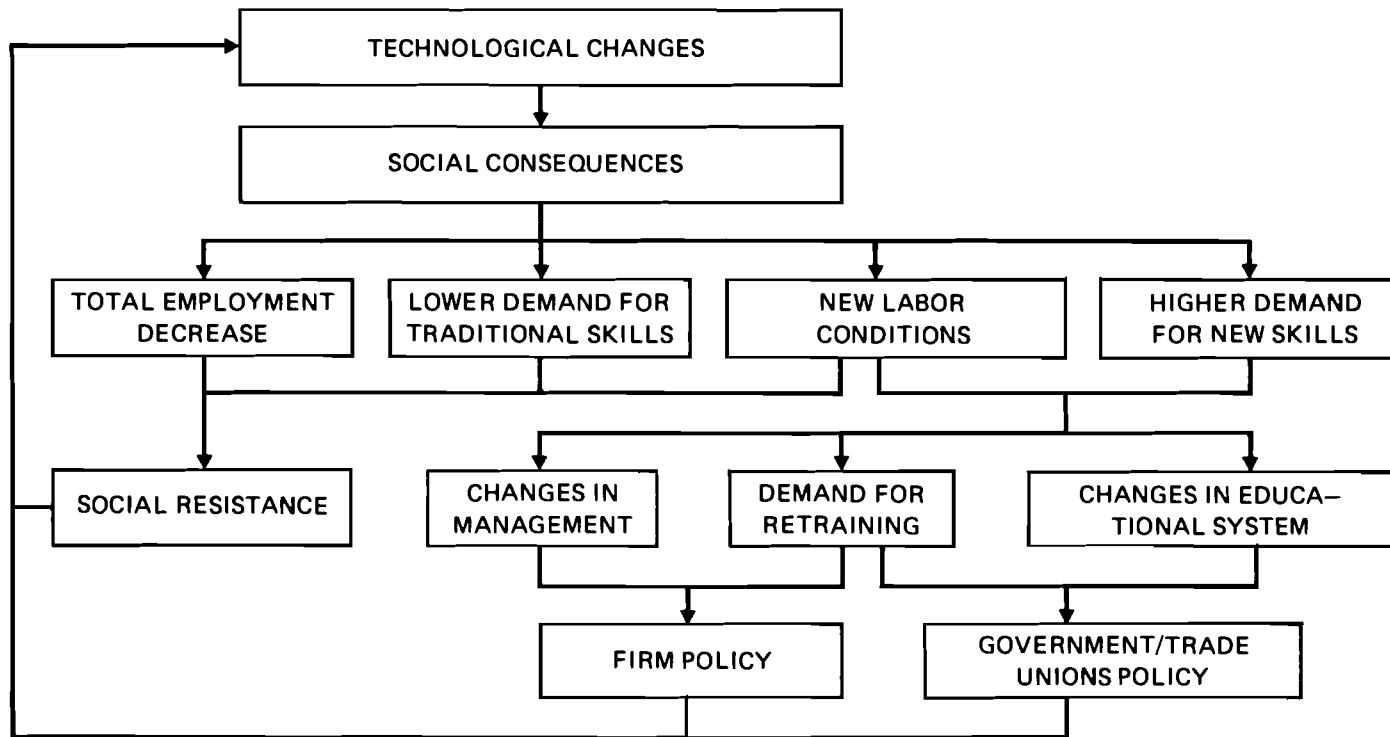 TECHNOLOGICAL CHANGES
SOCIAL CONSEQUENCES
TOTAL EMPLOYMENT
DECREASE
LOWER DEMAND FOR
TRADITIONAL SKILLS
NEW LABOR
CONDITIONS
HIGHER DEMAND
FOR NEW SKILLS
SOCIAL RESISTANCE
CHANGES IN
MANAGEMENT
DEMAND FOR
RETRAINING
CHANGES IN EDUCA–
TIONAL SYSTEM
FIRM POLICY
GOVERNMENT/TRADE
UNIONS POLICY